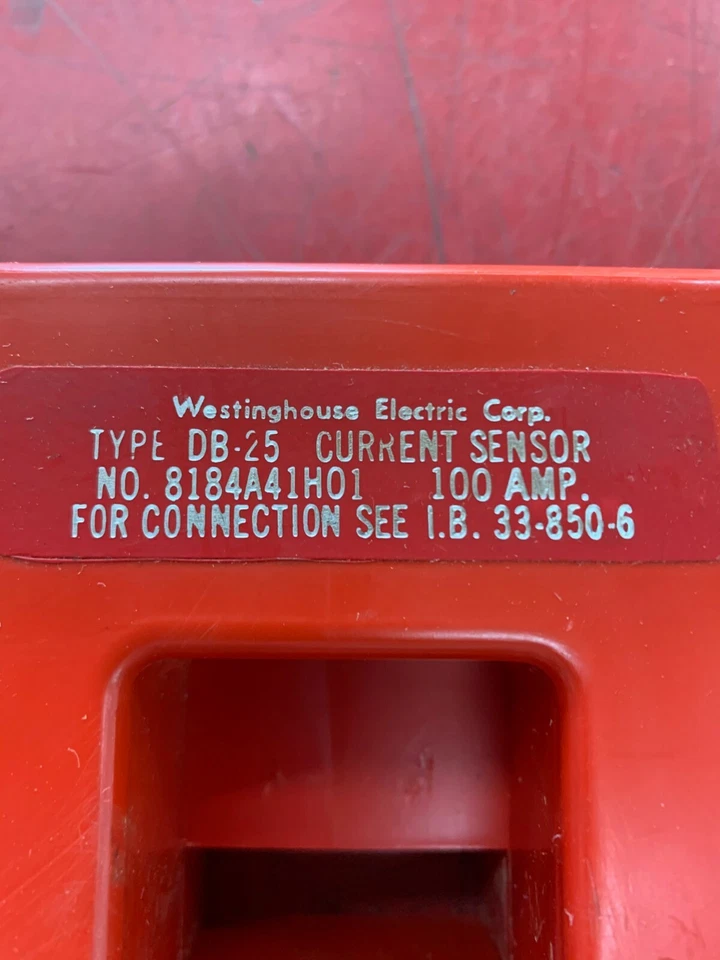 Westinghouse Electric Corp.
TYPE DB-25 CURRENT SENSOR
NO. 8184A41H01 100 AMP.
FOR CONNECTION SEE I.B. 33-850-6